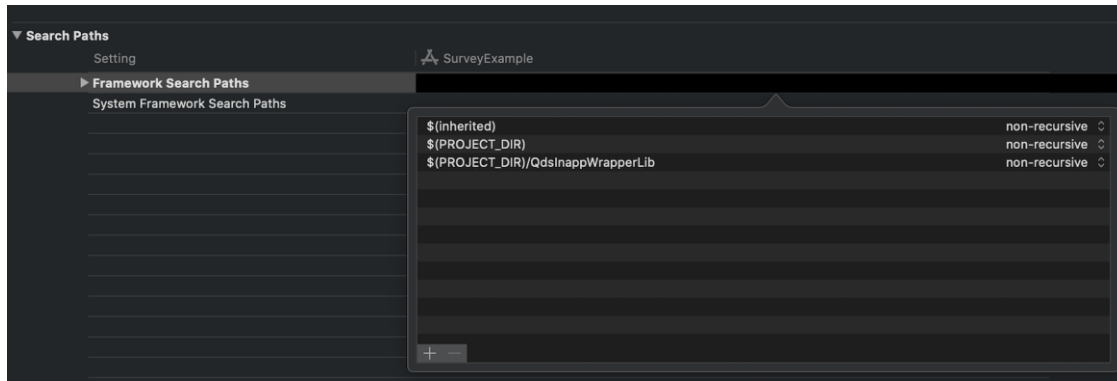 Search Paths
Setting SurveyExample
Framework Search Paths
System Framework Search Paths
$(inherited) non-recursive
$(PROJECT_DIR) non-recursive
$(PROJECT_DIR)/QdsInappWrapperLib non-recursive